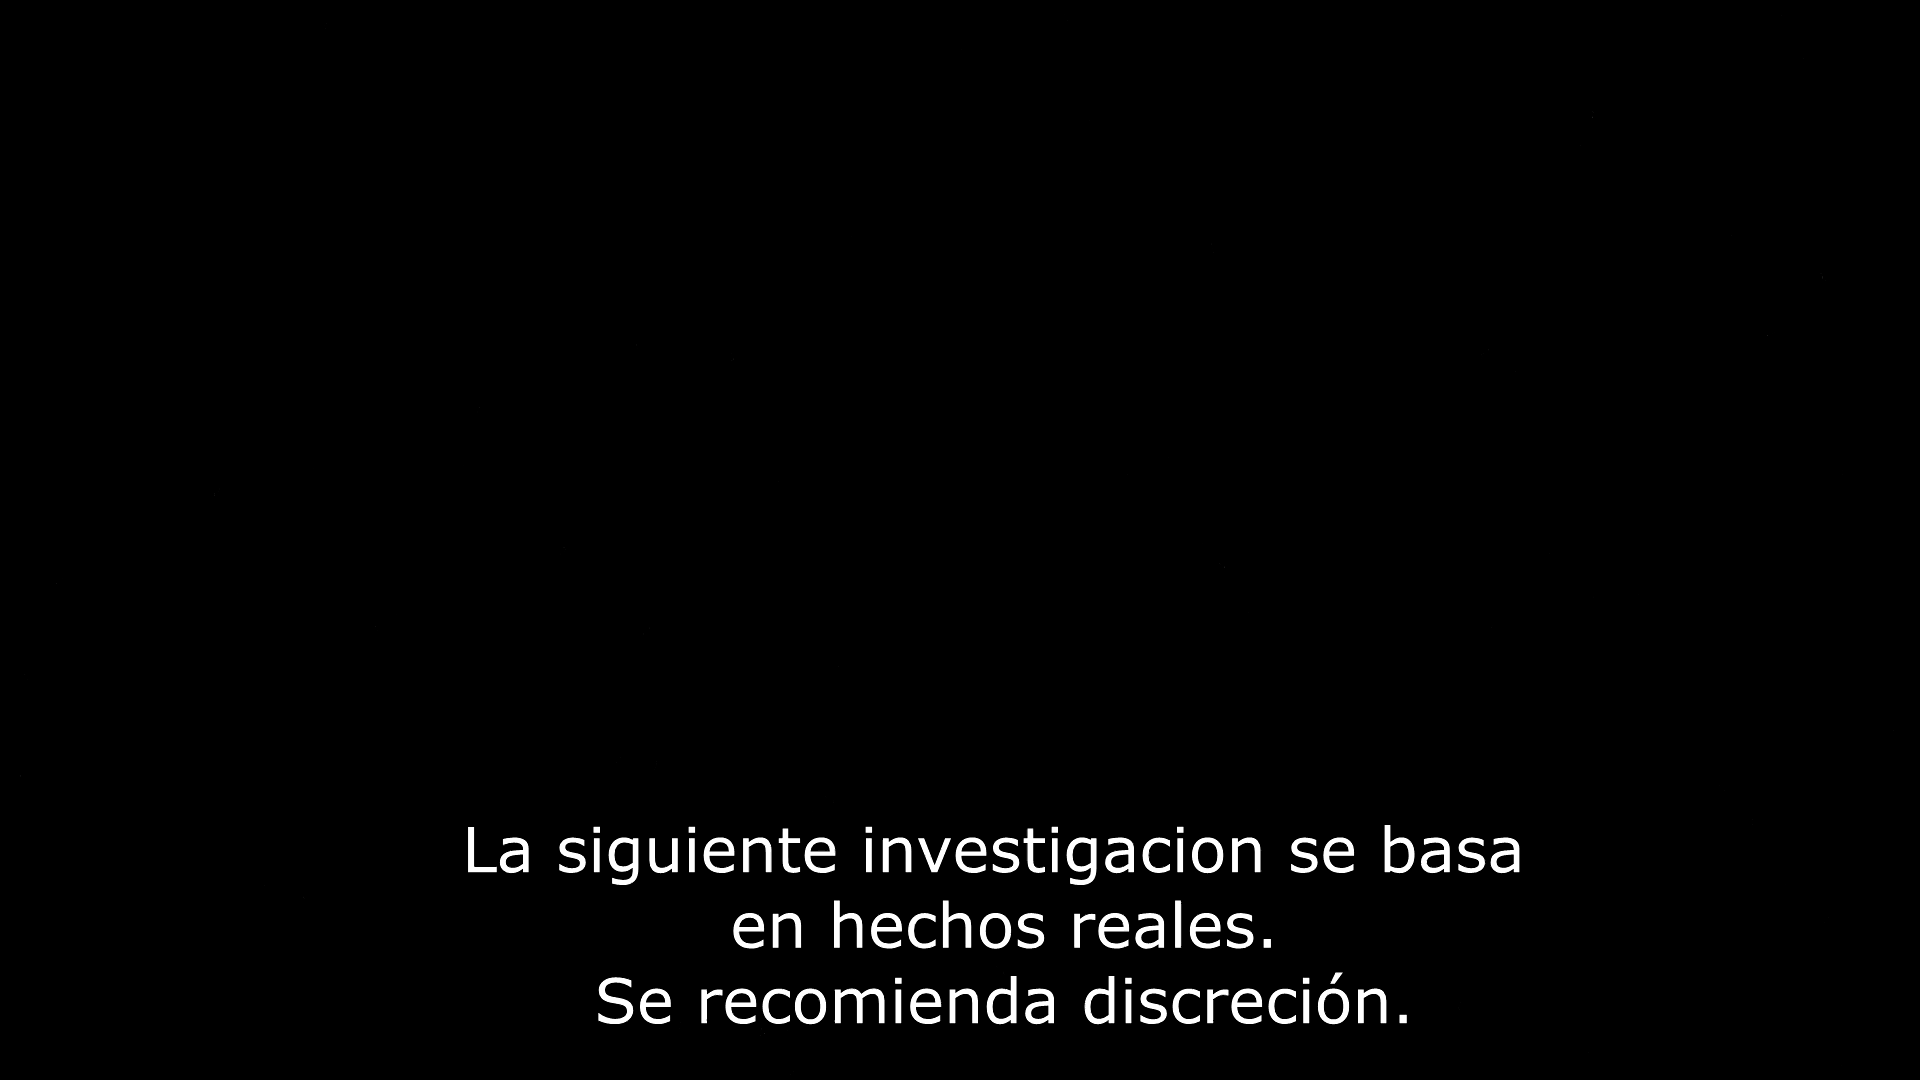 La siguiente investigacion se basa
en hechos reales.
Se recomienda discreción.